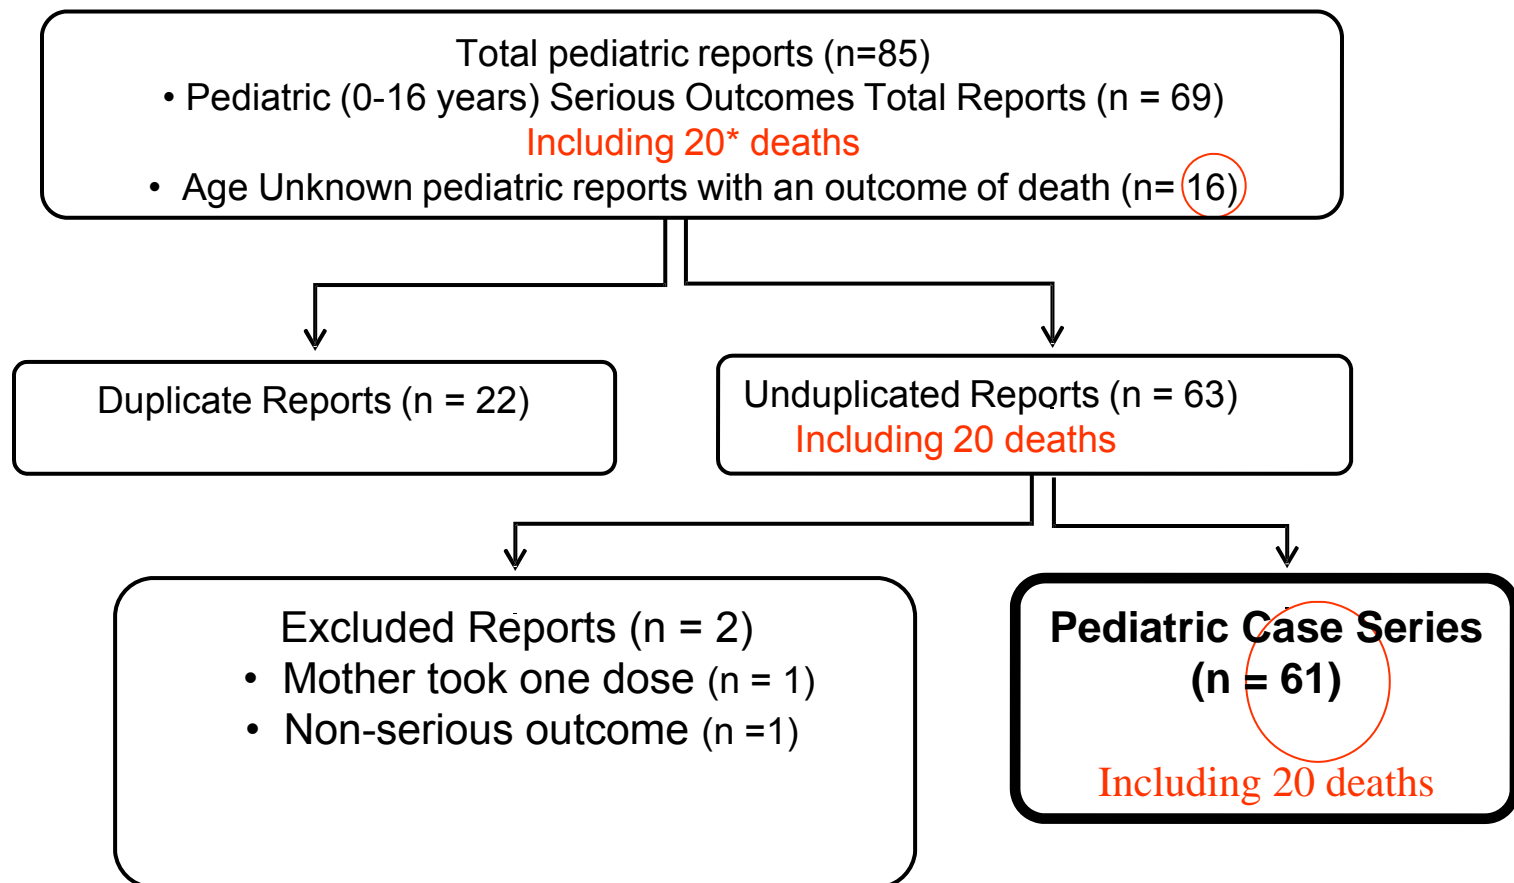 Total pediatric reports (n=85)
• Pediatric (0-16 years) Serious Outcomes Total Reports (n = 69)
Including 20* deaths
• Age Unknown pediatric reports with an outcome of death (n= 16)
Duplicate Reports (n = 22)
Unduplicated Reports (n = 63)
Including 20 deaths
Excluded Reports (n = 2)
• Mother took one dose (n = 1)
• Non-serious outcome (n =1)
Pediatric Case Series
(n = 61)
Including 20 deaths